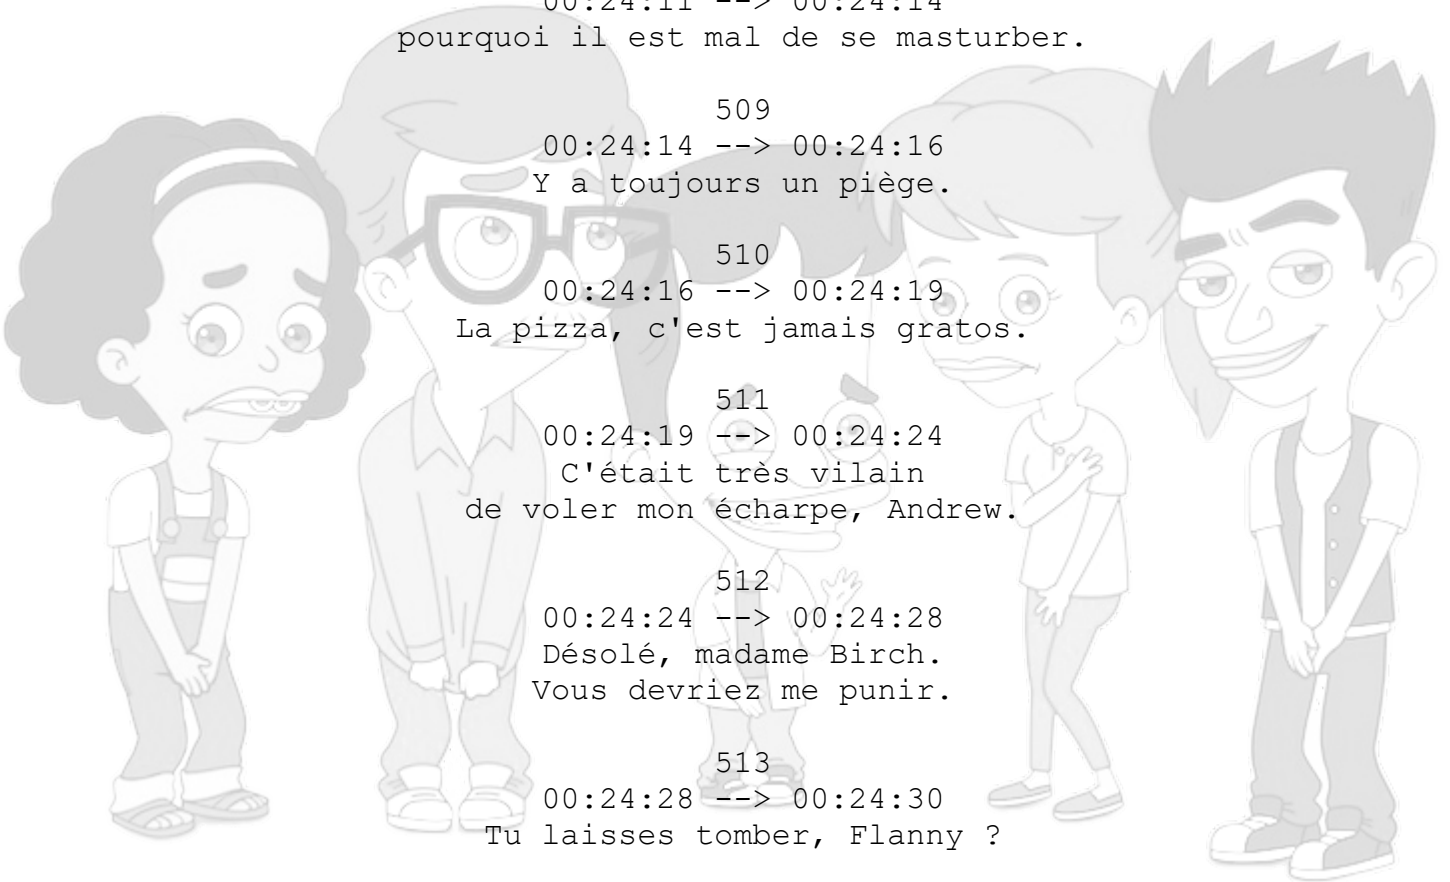 00:24:11 --> 00:24:14
pourquoi il est mal de se masturber.
509
00:24:14 --> 00:24:16
Y a toujours un piège.
510
00:24:16 --> 00:24:19
La pizza, c'est jamais gratos.
511
00:24:19 --> 00:24:24
C'était très vilain
de voler mon écharpe, Andrew.
512
00:24:24 --> 00:24:28
Désolé, madame Birch.
Vous devriez me punir.
513
00:24:28 --> 00:24:30
Tu laisses tomber, Flanny ?